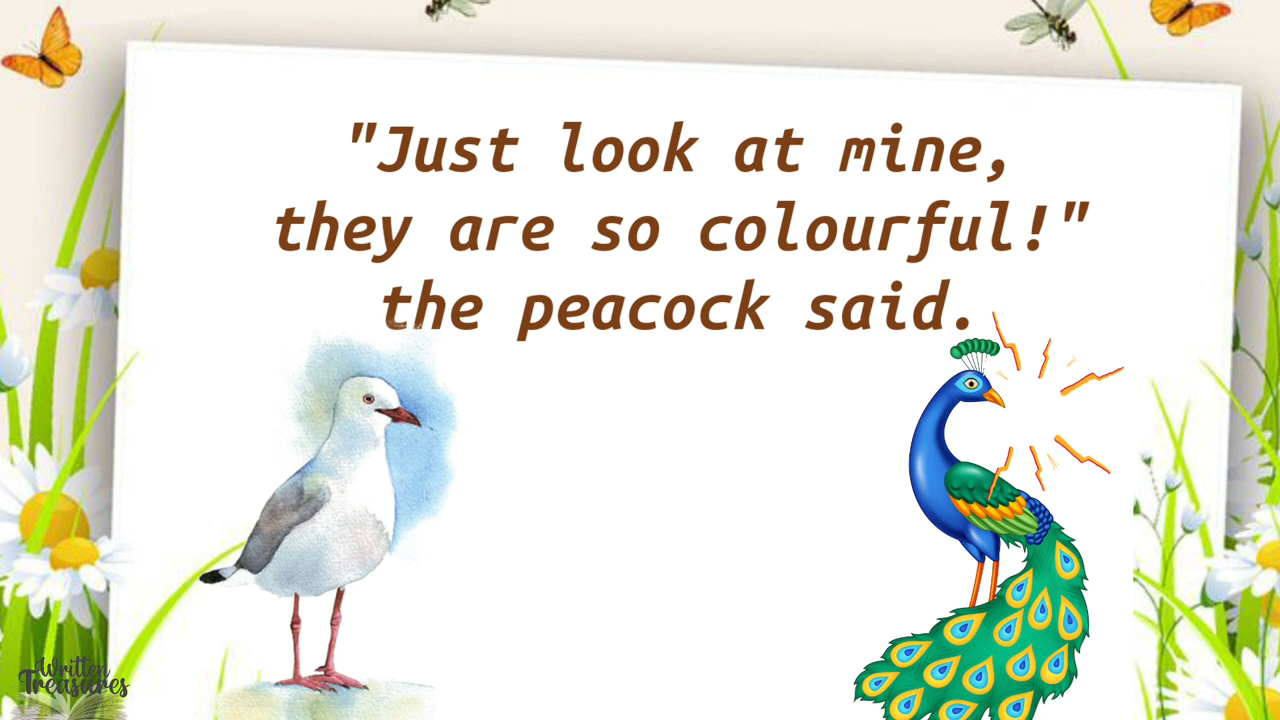 "Just look at mine,
they are so colourful!"
the peacock said.
Written
Treasures